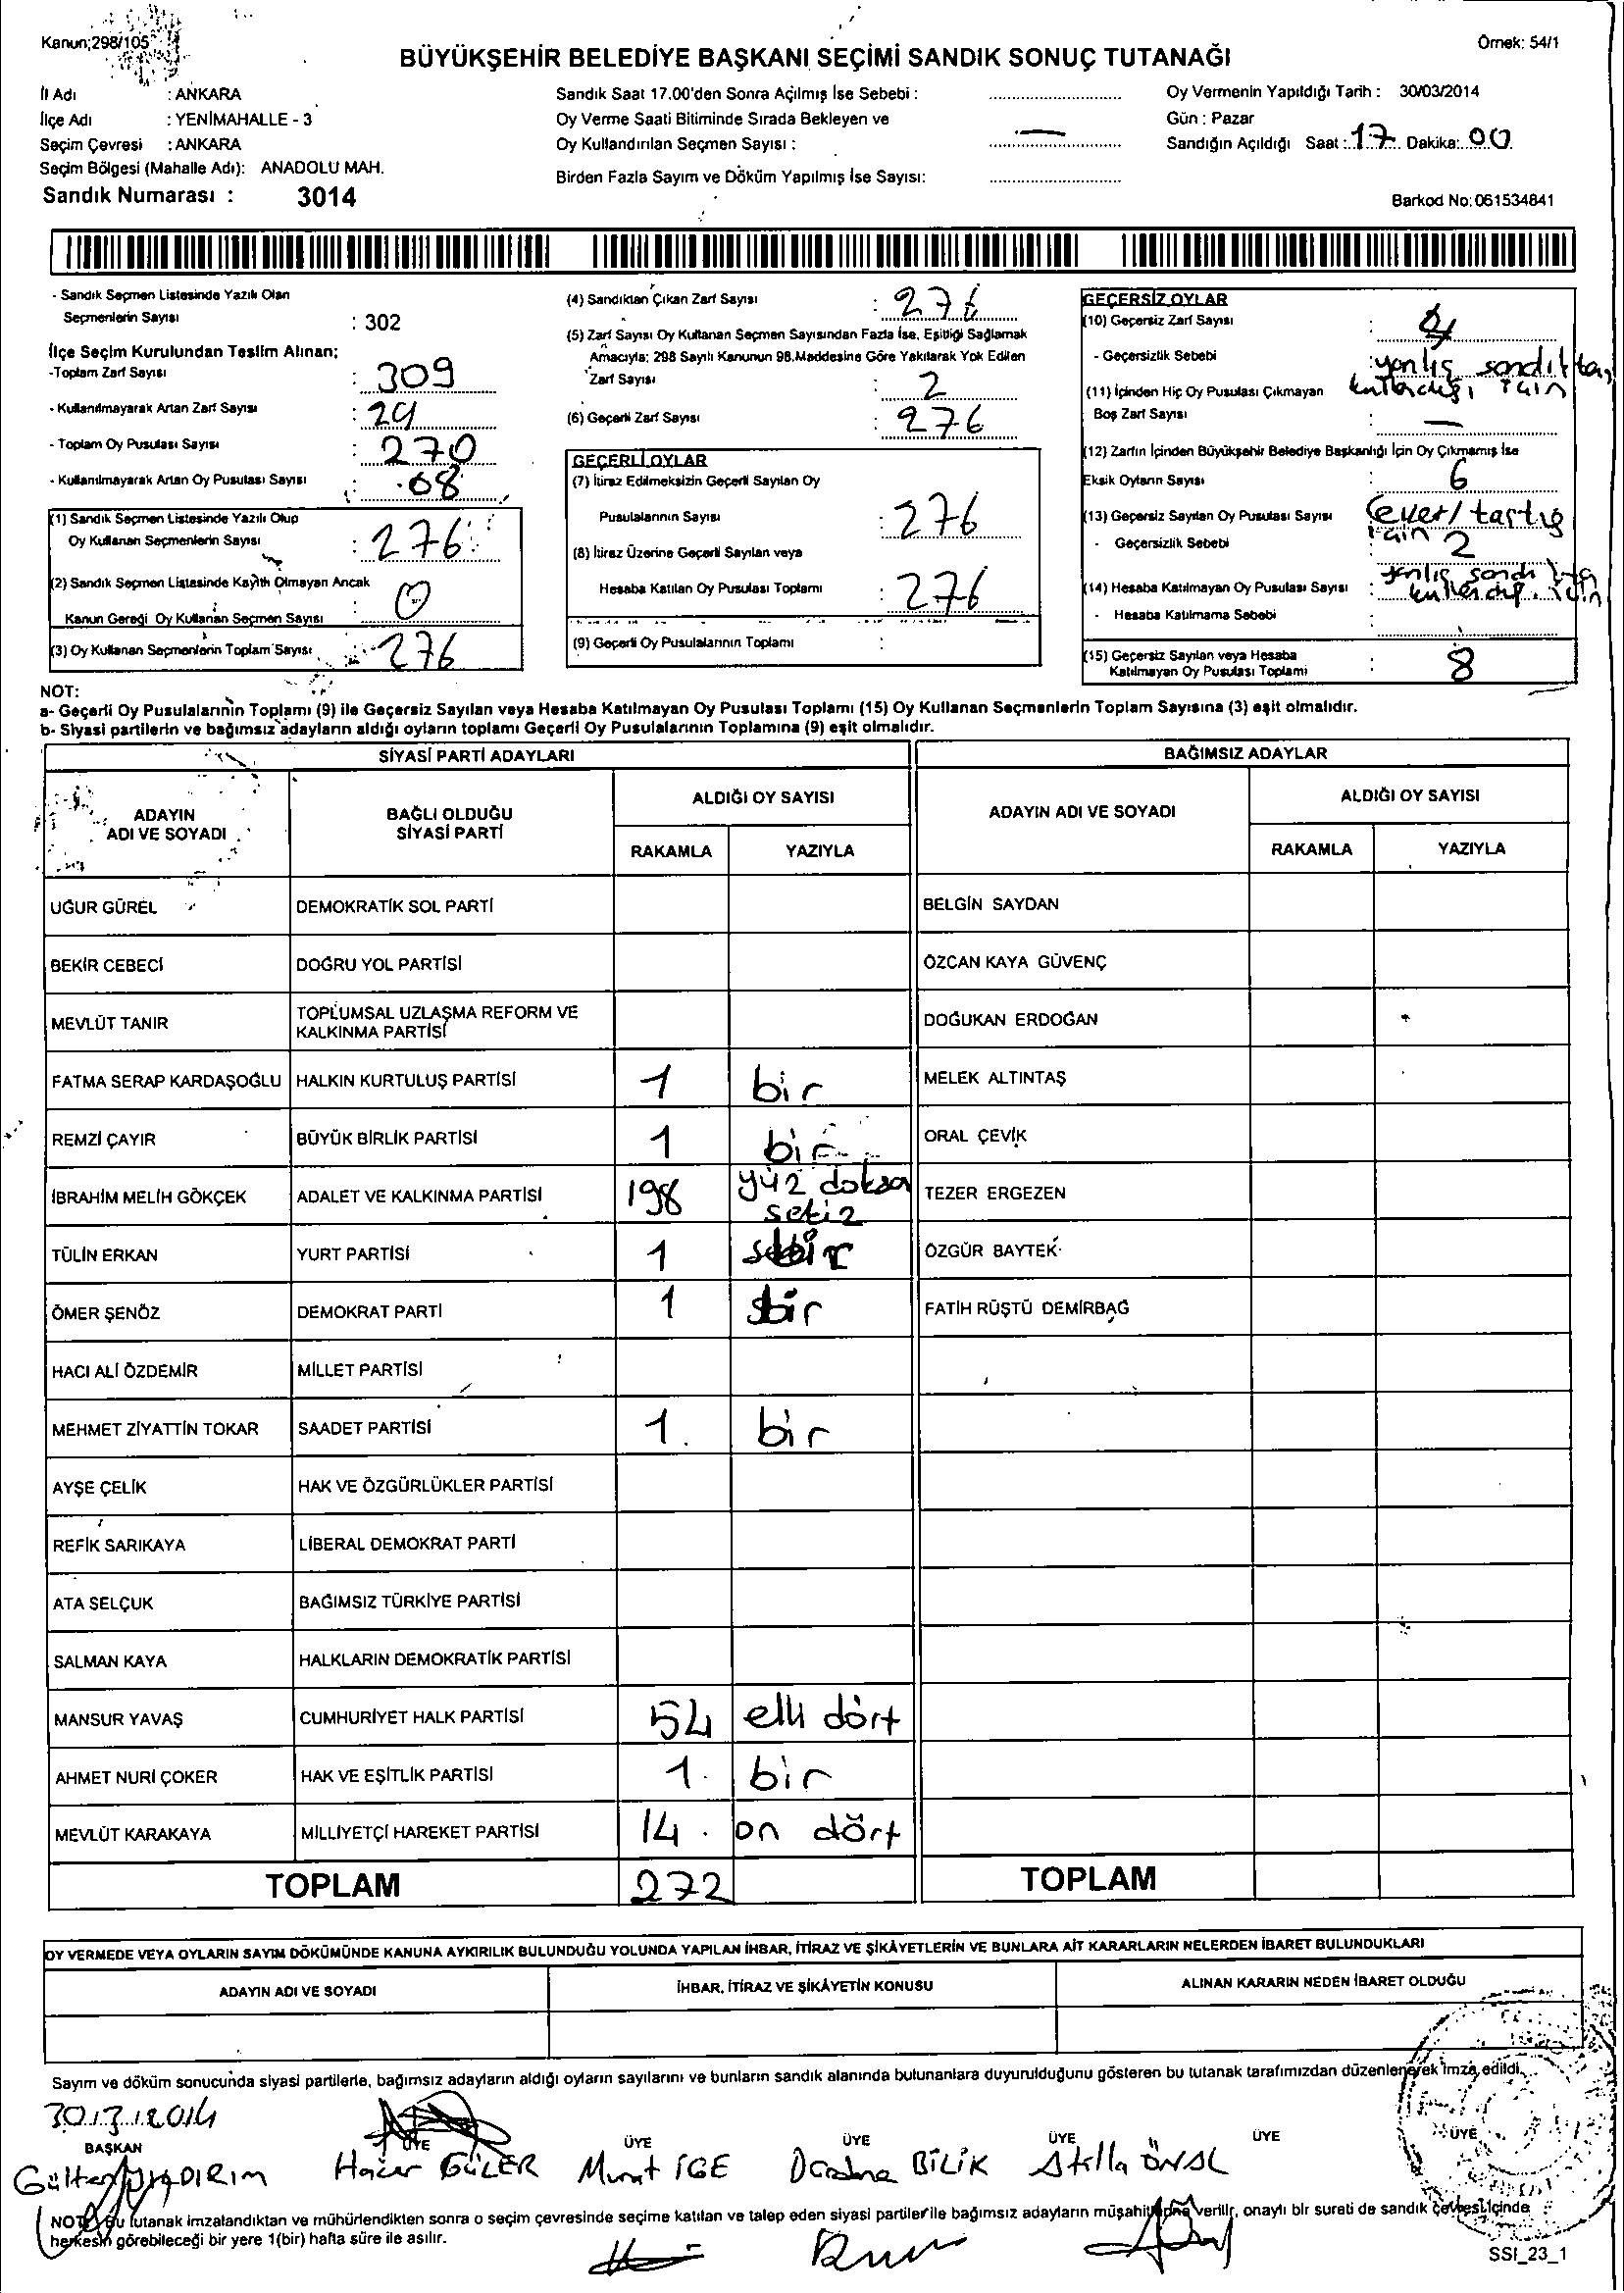 Kanun;298/105
Örnek: 54/1
BÜYÜKŞEHİR BELEDİYE BAŞKANI SEÇİMİ SANDIK SONUÇ TUTANAĞI
İl Adı : ANKARA
İlçe Adı : YENİMAHALLE - 3
Seçim Çevresi : ANKARA
Seçim Bölgesi (Mahalle Adı): ANADOLU MAH.
Sandık Numarası : 3014
Sandık Saat 17.00'den Sonra Açılmış İse Sebebi :
Oy Verme Saati Bitiminde Sırada Bekleyen ve
Oy Kullandırılan Seçmen Sayısı : —
Birden Fazla Sayım ve Döküm Yapılmış İse Sayısı:
Oy Vermenin Yapıldığı Tarih : 30/03/2014
Gün : Pazar
Sandığın Açıldığı Saat : 17 Dakika: 00
Barkod No: 061534841
- Sandık Seçmen Listesinde Yazılı Olan
Seçmenlerin Sayısı : 302
İlçe Seçim Kurulundan Teslim Alınan;
-Toplam Zarf Sayısı : 309
- Kullanılmayarak Artan Zarf Sayısı : 29
- Toplam Oy Pusulası Sayısı : 270
- Kullanılmayarak Artan Oy Pusulası Sayısı : 68
(1) Sandık Seçmen Listesinde Yazılı Olup
Oy Kullanan Seçmenlerin Sayısı : 276
(2) Sandık Seçmen Listesinde Kayıtlı Olmayan Ancak
Kanun Gereği Oy Kullanan Seçmen Sayısı : 0
(3) Oy Kullanan Seçmenlerin Toplam Sayısı : 276
(4) Sandıktan Çıkan Zarf Sayısı : 276
(5) Zarf Sayısı Oy Kullanan Seçmen Sayısından Fazla İse, Eşitliği Sağlamak
Amacıyla; 298 Sayılı Kanunun 98.Maddesine Göre Yakılarak Yok Edilen
Zarf Sayısı : 2
(6) Geçerli Zarf Sayısı : 276
GEÇERLİ OYLAR
(7) İtiraz Edilmeksizin Geçerli Sayılan Oy
Pusulalarının Sayısı : 276
(8) İtiraz Üzerine Geçerli Sayılan veya
Hesaba Katılan Oy Pusulası Toplamı : 276
(9) Geçerli Oy Pusulalarının Toplamı :
GEÇERSİZ OYLAR
(10) Geçersiz Zarf Sayısı :
- Geçersizlik Sebebi : yanlış sandıkta
kullandığı için
(11) İçinden Hiç Oy Pusulası Çıkmayan
Boş Zarf Sayısı : —
(12) Zarfın İçinden Büyükşehir Belediye Başkanlığı İçin Oy Çıkmamış İse
Eksik Oyların Sayısı : 6
(13) Geçersiz Sayılan Oy Pusulası Sayısı
- Geçersizlik Sebebi için 2
(14) Hesaba Katılmayan Oy Pusulası Sayısı : yanlış
- Hesaba Katılmama Sebebi
(15) Geçersiz Sayılan veya Hesaba
Katılmayan Oy Pusulası Toplamı : 8
NOT:
a- Geçerli Oy Pusulalarının Toplamı (9) ile Geçersiz Sayılan veya Hesaba Katılmayan Oy Pusulası Toplamı (15) Oy Kullanan Seçmenlerin Toplam Sayısına (3) eşit olmalıdır.
b- Siyasi partilerin ve bağımsız adayların aldığı oyların toplamı Geçerli Oy Pusulalarının Toplamına (9) eşit olmalıdır.
SİYASİ PARTİ ADAYLARI
BAĞIMSIZ ADAYLAR
ADAYIN
ADI VE SOYADI
BAĞLI OLDUĞU
SİYASİ PARTİ
ALDIĞI OY SAYISI
RAKAMLA YAZIYLA
ADAYIN ADI VE SOYADI
ALDIĞI OY SAYISI
RAKAMLA YAZIYLA
UĞUR GÜREL DEMOKRATİK SOL PARTİ BELGİN SAYDAN
BEKİR CEBECİ DOĞRU YOL PARTİSİ ÖZCAN KAYA GÜVENÇ
MEVLÜT TANIR TOPLUMSAL UZLAŞMA REFORM VE
KALKINMA PARTİSİ DOĞUKAN ERDOĞAN
FATMA SERAP KARDAŞOĞLU HALKIN KURTULUŞ PARTİSİ 1 bir MELEK ALTINTAŞ
REMZİ ÇAYIR BÜYÜK BİRLİK PARTİSİ 1 bir ORAL ÇEVİK
İBRAHİM MELİH GÖKÇEK ADALET VE KALKINMA PARTİSİ 198 yüz doksan
sekiz TEZER ERGEZEN
TÜLİN ERKAN YURT PARTİSİ 1 bir ÖZGÜR BAYTEK
ÖMER ŞENÖZ DEMOKRAT PARTİ 1 bir FATİH RÜŞTÜ DEMİRBAĞ
HACI ALİ ÖZDEMİR MİLLET PARTİSİ
MEHMET ZİYATTİN TOKAR SAADET PARTİSİ 1. bir
AYŞE ÇELİK HAK VE ÖZGÜRLÜKLER PARTİSİ
REFİK SARIKAYA LİBERAL DEMOKRAT PARTİ
ATA SELÇUK BAĞIMSIZ TÜRKİYE PARTİSİ
SALMAN KAYA HALKLARIN DEMOKRATİK PARTİSİ
MANSUR YAVAŞ CUMHURİYET HALK PARTİSİ 54 elli dört
AHMET NURİ ÇOKER HAK VE EŞİTLİK PARTİSİ 1. bir
MEVLÜT KARAKAYA MİLLİYETÇİ HAREKET PARTİSİ 14. on dört
TOPLAM 272 TOPLAM
OY VERMEDE VEYA OYLARIN SAYIM DÖKÜMÜNDE KANUNA AYKIRILIK BULUNDUĞU YOLUNDA YAPILAN İHBAR, İTİRAZ VE ŞİKÂYETLERİN VE BUNLARA AİT KARARLARIN NELERDEN İBARET BULUNDUKLARI
ADAYIN ADI VE SOYADI İHBAR, İTİRAZ VE ŞİKÂYETİN KONUSU ALINAN KARARIN NEDEN İBARET OLDUĞU
Sayım ve döküm sonucunda siyasi partilerle, bağımsız adayların aldığı oyların sayılarını ve bunların sandık alanında bulunanlara duyurulduğunu gösteren bu tutanak tarafımızdan düzenlenerek imza edildi.
30.3.2014
BAŞKAN ÜYE ÜYE ÜYE ÜYE ÜYE ÜYE
Gülten YILDIRIM Hacer GÜLER Murat İGE BİLİK Atilla ÖNAL
NOT: Bu tutanak imzalandıktan ve mühürlendikten sonra o seçim çevresinde seçime katılan ve talep eden siyasi partiler ile bağımsız adayların müşahitlerine verilir, onaylı bir sureti de sandık çevresi içinde
herkesin görebileceği bir yere 1(bir) hafta süre ile asılır.
SSI_23_1